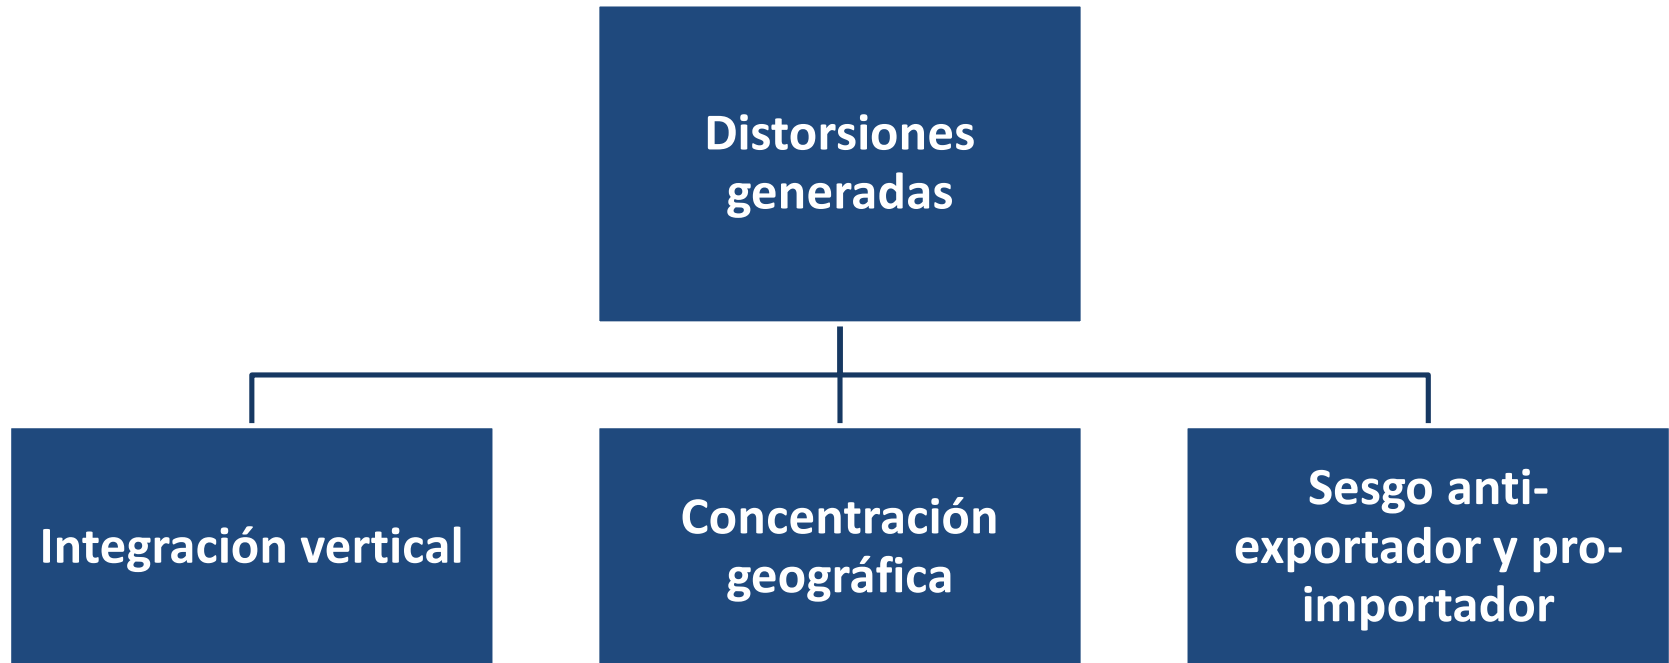 Distorsiones
generadas
Integración vertical
Concentración
geográfica
Sesgo anti-
exportador y pro-
importador